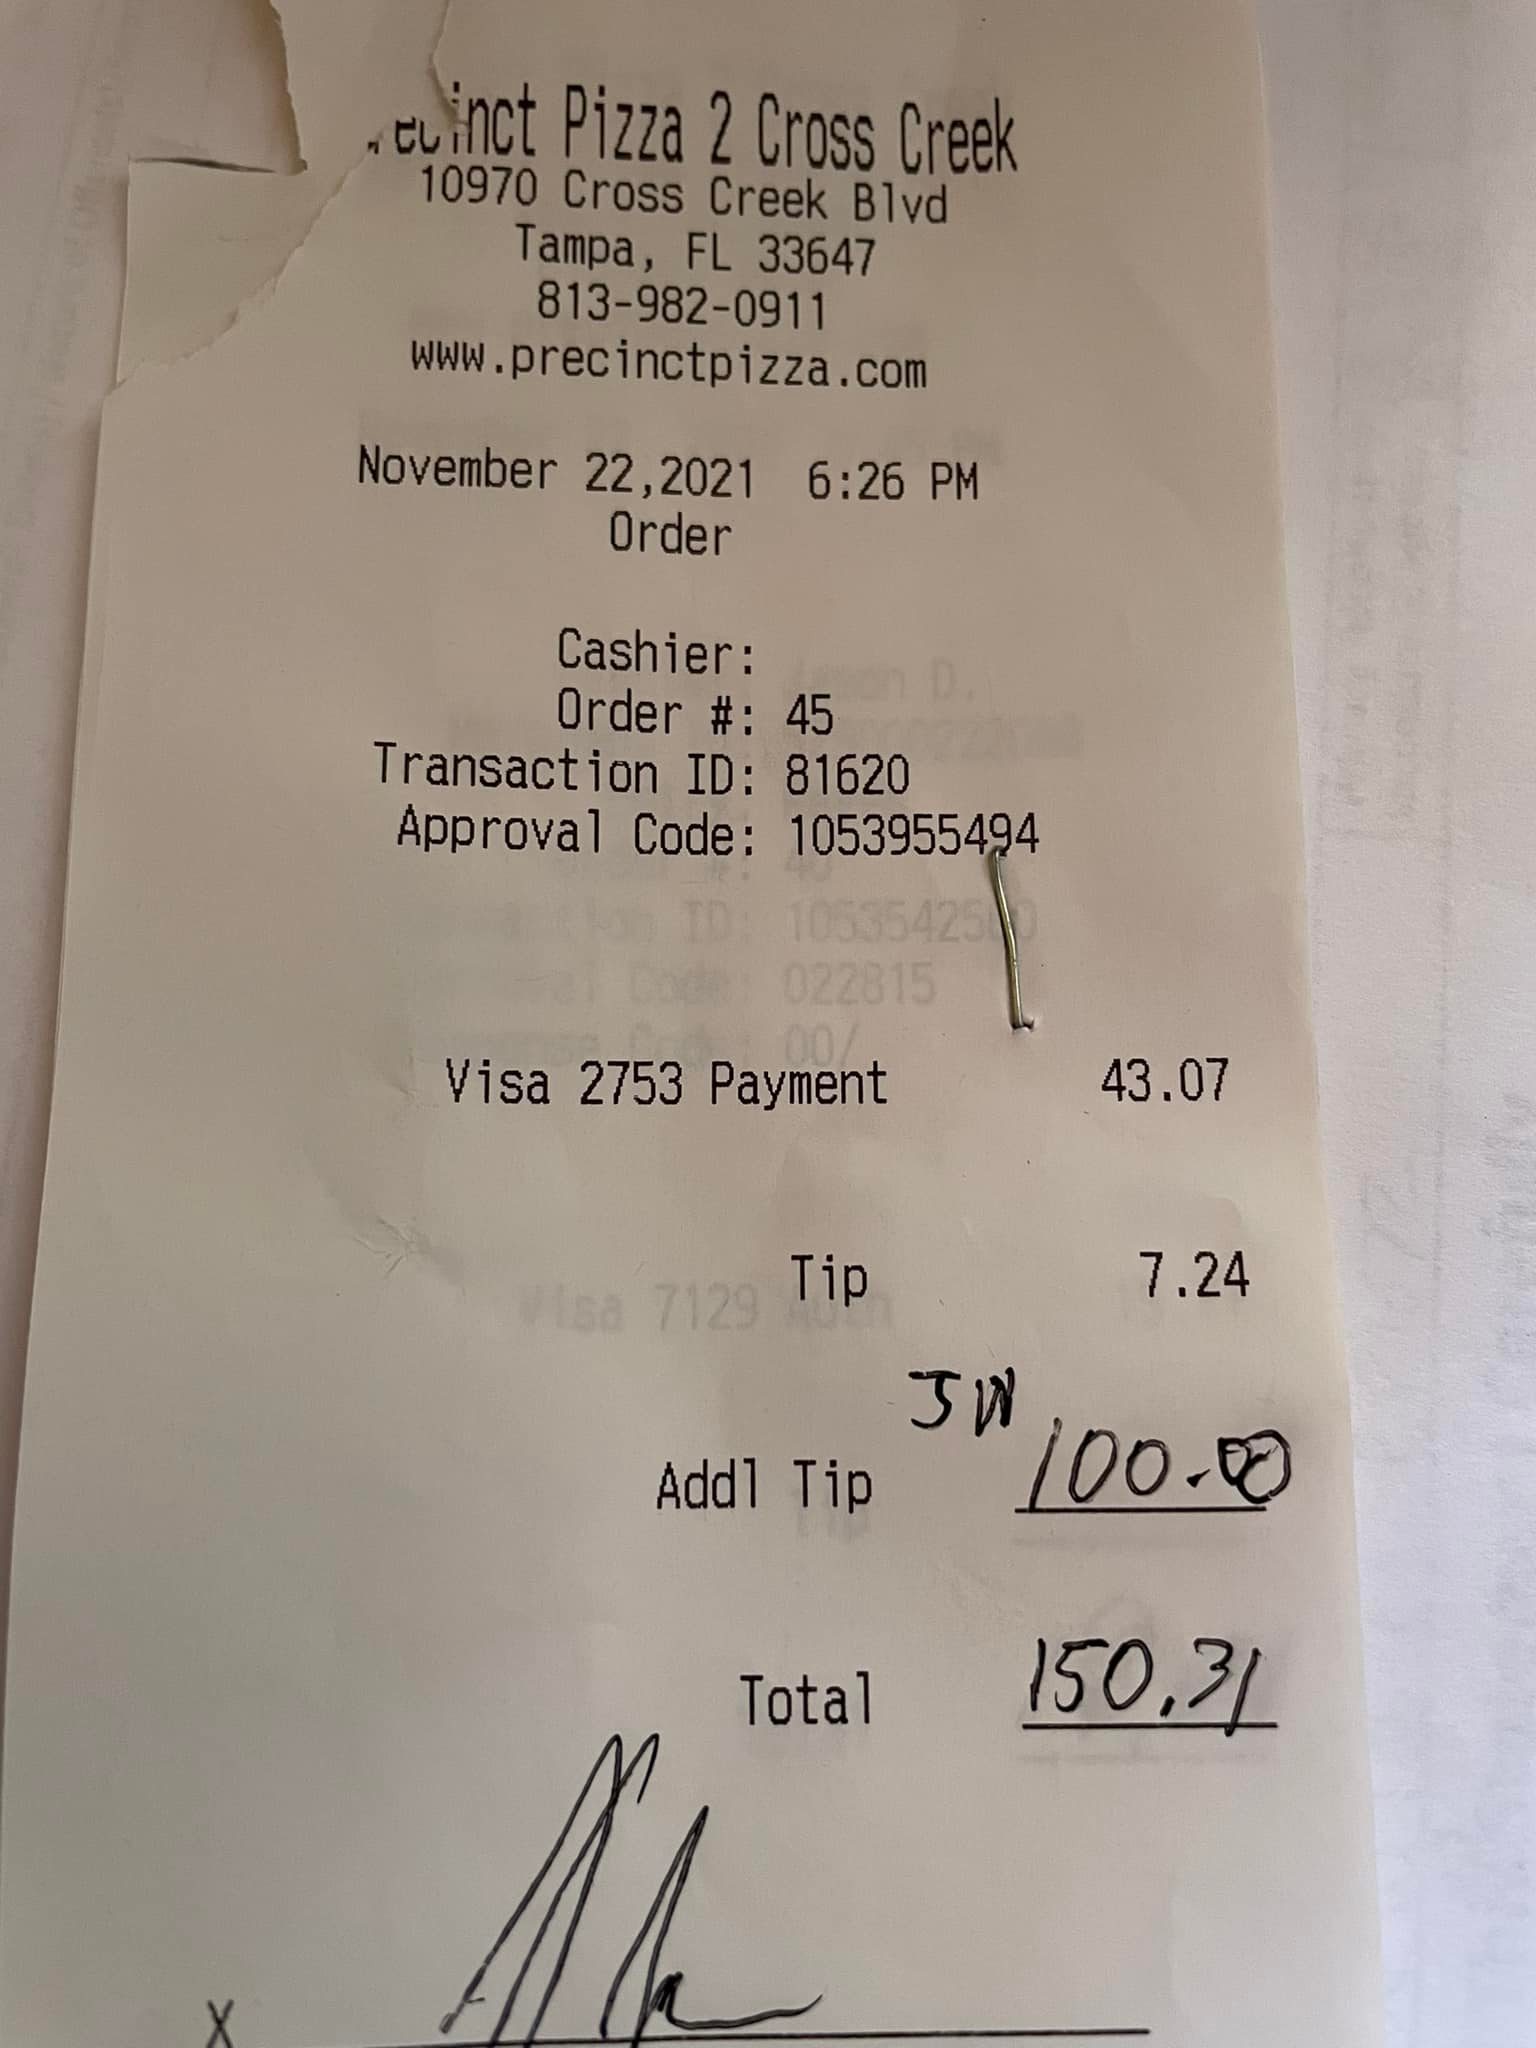 ecinct Pizza 2 Cross Creek
10970 Cross Creek Blvd
Tampa, FL 33647
813-982-0911
www.precinctpizza.com
November 22,2021 6:26 PM
Order
Cashier:
Order #: 45
Transaction ID: 81620
Approval Code: 1053955494
Visa 2753 Payment 43.07
Tip 7.24
JW
Addl Tip 100.00
Total 150.31
X